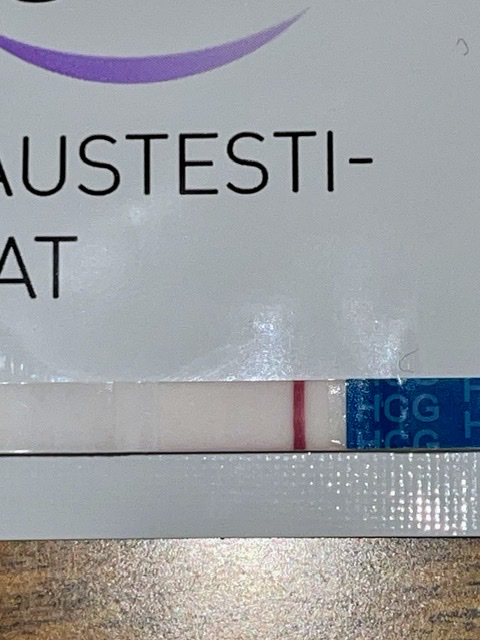 AUSTESTI-
AT
HCG
HCG